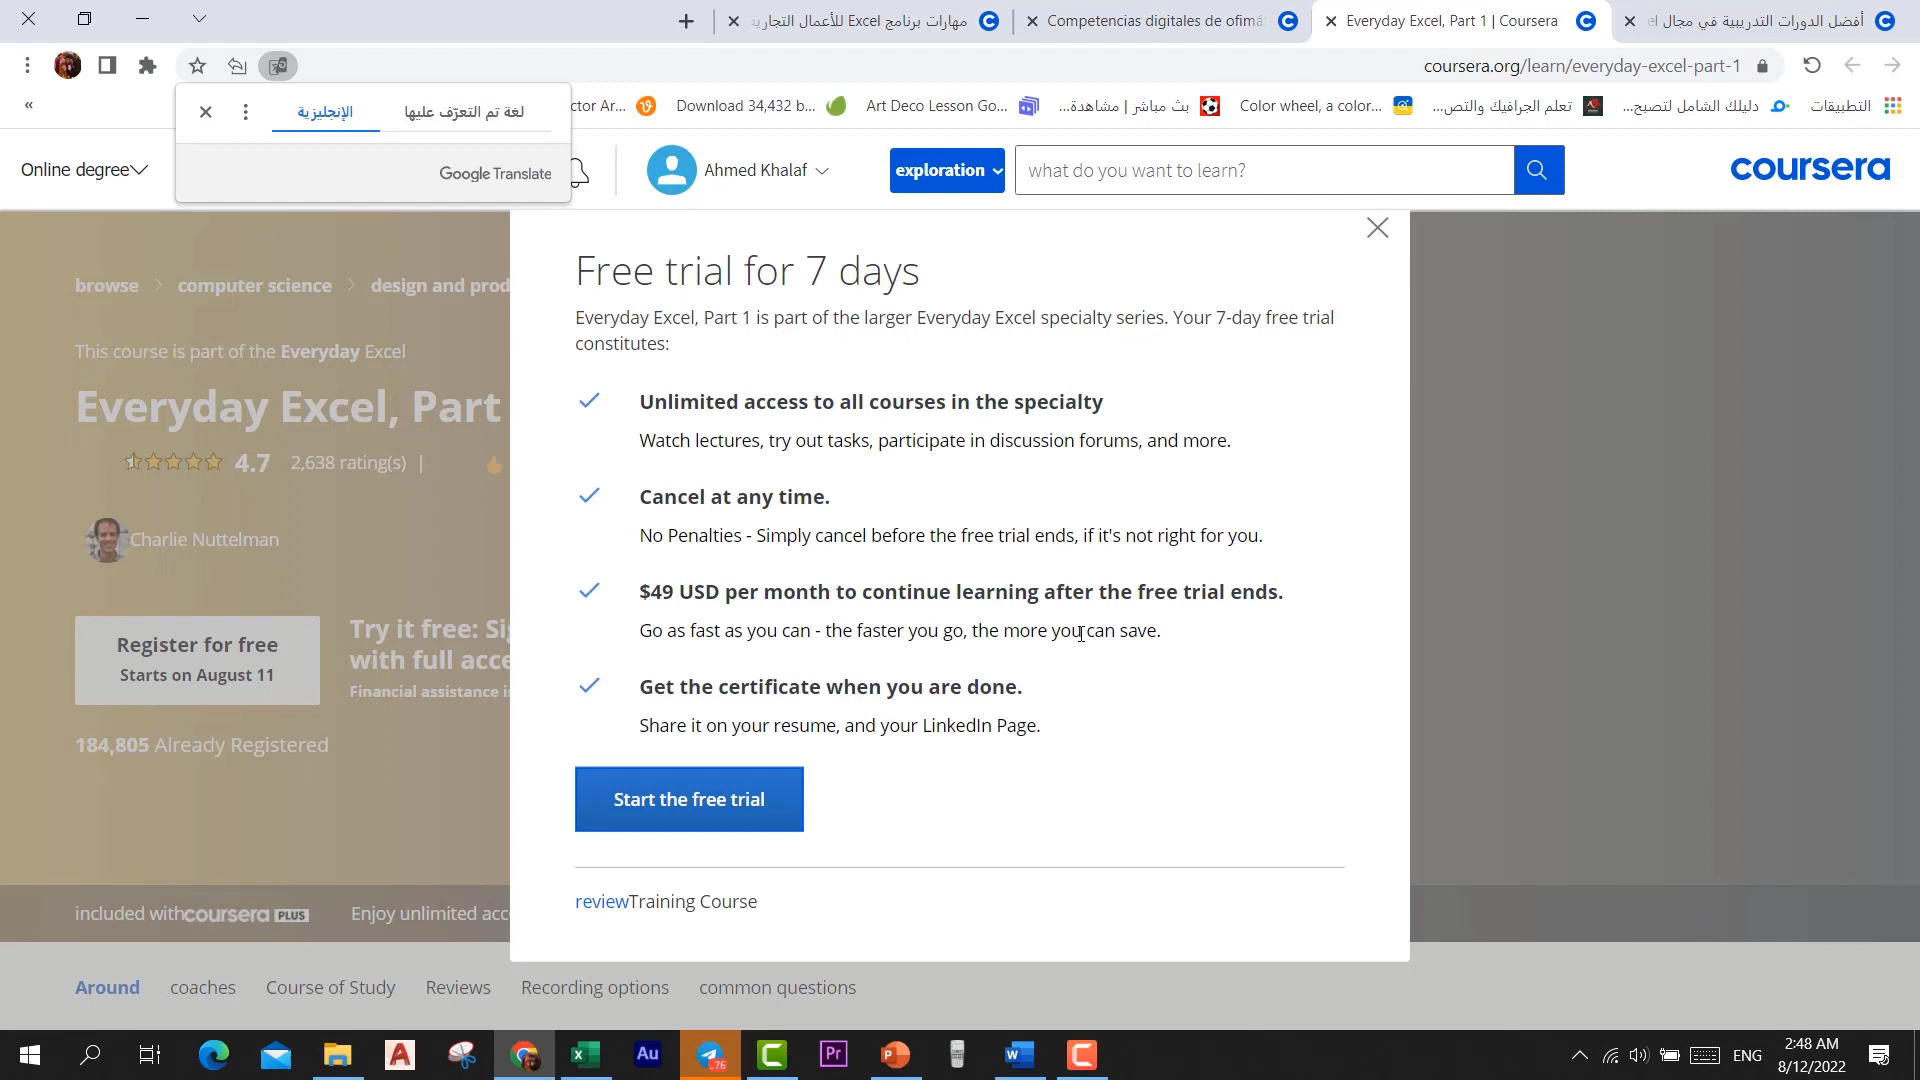 مهارات برنامج Excel للأعمال التجارية
Competencias digitales de ofimá
Everyday Excel, Part 1 | Coursera
أفضل الدورات التدريبية في مجال el
coursera.org/learn/everyday-excel-part-1
«
ctor Ar...
Download 34,432 b...
Art Deco Lesson Go...
بث مباشر | مشاهدة...
Color wheel, a color...
تعلم الجرافيك والتص...
دليلك الشامل لتصبح...
التطبيقات
الإنجليزية
لغة تم التعرّف عليها
Google Translate
Online degree
Ahmed Khalaf
exploration
what do you want to learn?
coursera
browse > computer science > design and prod
This course is part of the Everyday Excel
Everyday Excel, Part
4.7 2,638 rating(s) |
Charlie Nuttelman
Register for free
Starts on August 11
Try it free: Si
with full acce
Financial assistance i
184,805 Already Registered
included with coursera PLUS
Enjoy unlimited acc
Free trial for 7 days
Everyday Excel, Part 1 is part of the larger Everyday Excel specialty series. Your 7-day free trial
constitutes:
Unlimited access to all courses in the specialty
Watch lectures, try out tasks, participate in discussion forums, and more.
Cancel at any time.
No Penalties - Simply cancel before the free trial ends, if it's not right for you.
$49 USD per month to continue learning after the free trial ends.
Go as fast as you can - the faster you go, the more you can save.
Get the certificate when you are done.
Share it on your resume, and your LinkedIn Page.
Start the free trial
reviewTraining Course
Around coaches Course of Study Reviews Recording options common questions
Au
76
Pr
ENG
2:48 AM
8/12/2022